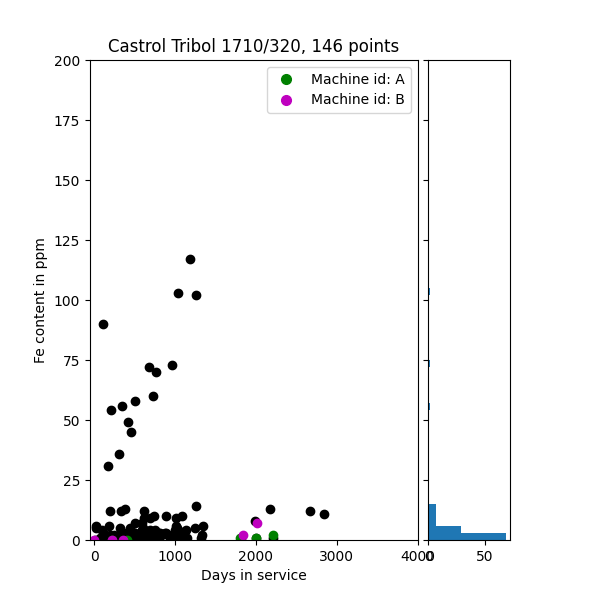 Castrol Tribol 1710/320, 146 points
Machine id: A
Machine id: B
Fe content in ppm
200
175
150
125
100
75
50
25
0
0 1000 2000 3000 4000
0 50
Days in service